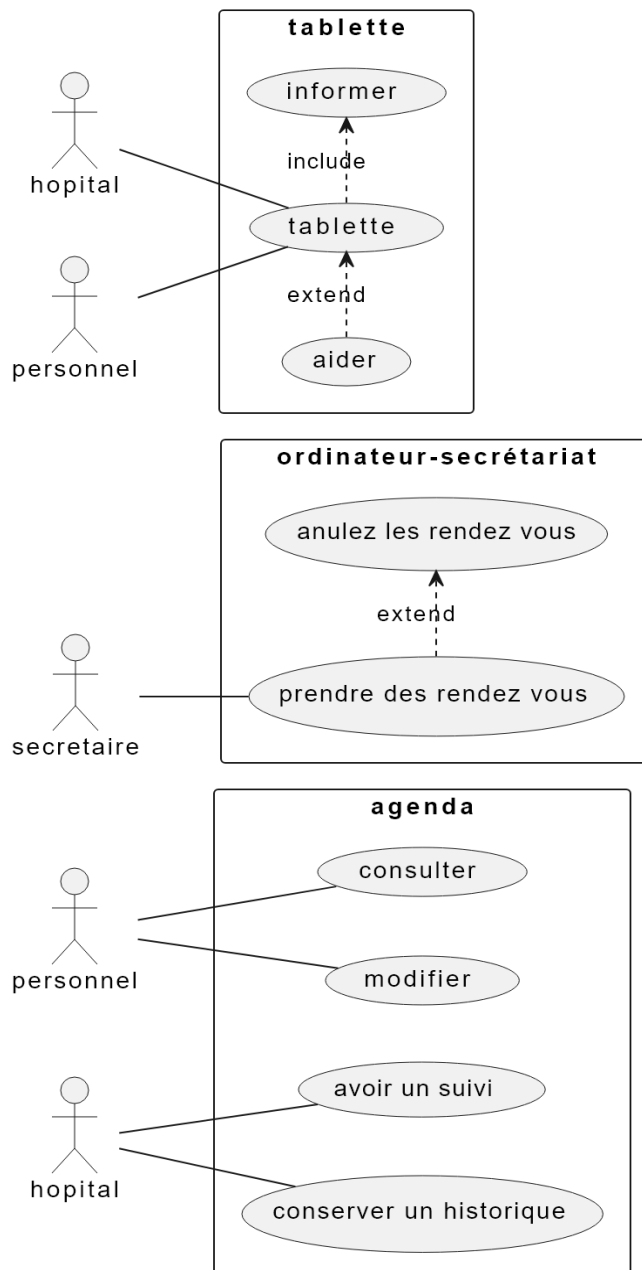 tablette
informer
include
hopital
tablette
extend
personnel
aider
ordinateur-secrétariat
anulez les rendez vous
extend
prendre des rendez vous
secretaire
agenda
consulter
personnel
modifier
avoir un suivi
hopital
conserver un historique